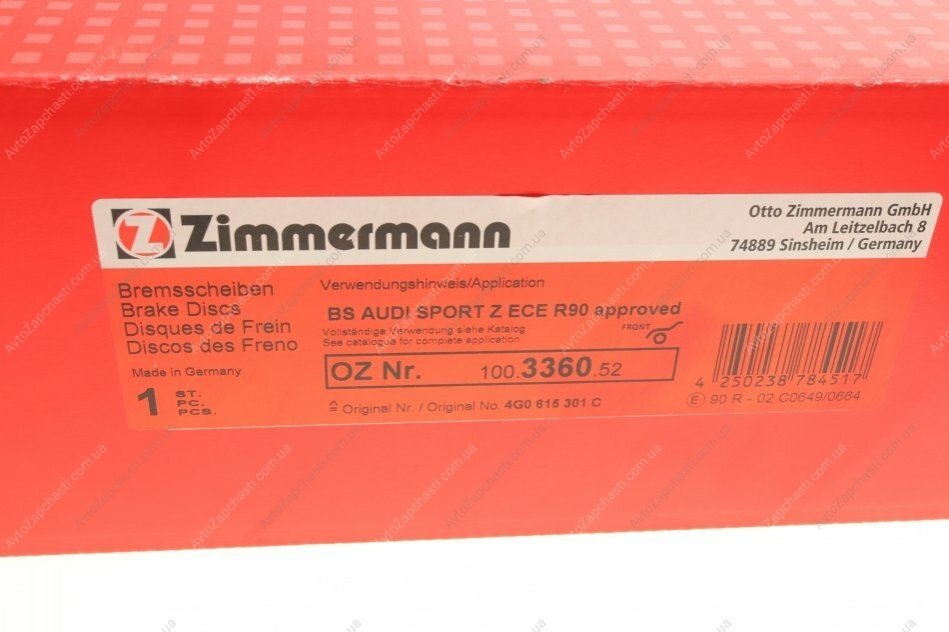 Zimmermann
Otto Zimmermann GmbH
Am Leitzelbach 8
74889 Sinsheim / Germany
Bremsscheiben
Brake Discs
Disques de Frein
Discos des Freno
Made in Germany
1 ST.
PC.
PCS.
Verwendungshinweis/Application
BS AUDI SPORT Z ECE R90 approved
Vollständige Verwendung siehe Katalog
See catalogue for complete application
FRONT
OZ Nr. 100.3360.52
≙ Original Nr. / Original No. 4G0 615 301 C
4 250238 784517
E 90 R - 02 C0649/0664
AvtoZapchasti.com.ua